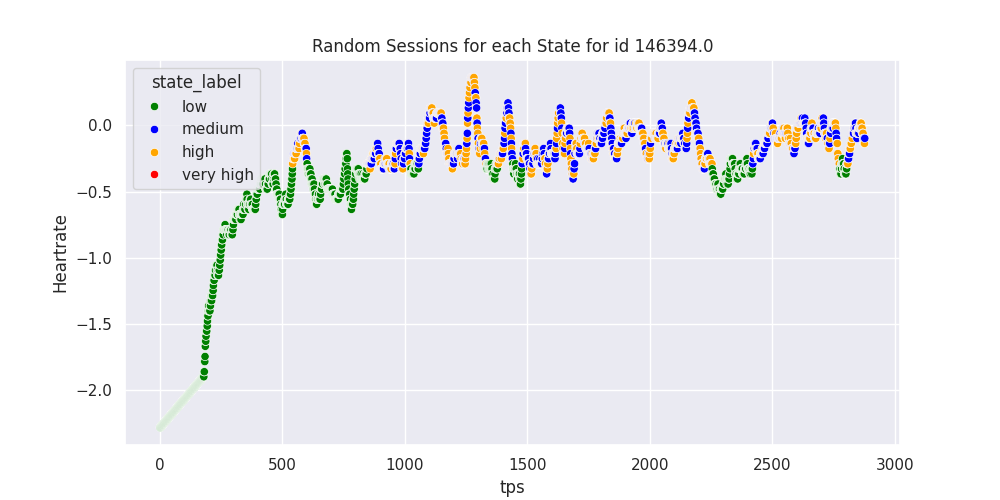 Random Sessions for each State for id 146394.0
state_label
low
medium
high
very high
0.0
−0.5
−1.0
−1.5
−2.0
Heartrate
0 500 1000 1500 2000 2500 3000
tps